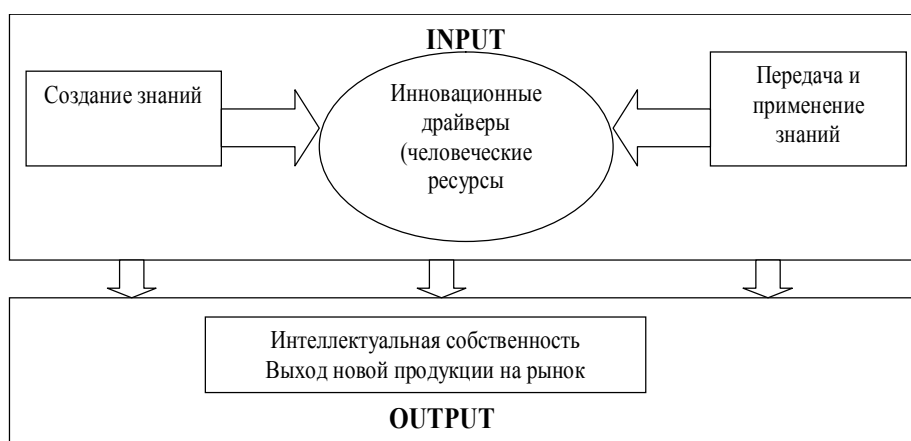 INPUT
Создание знаний
Инновационные
драйверы
(человеческие
ресурсы
Передача и
применение
знаний
Интеллектуальная собственность
Выход новой продукции на рынок
OUTPUT